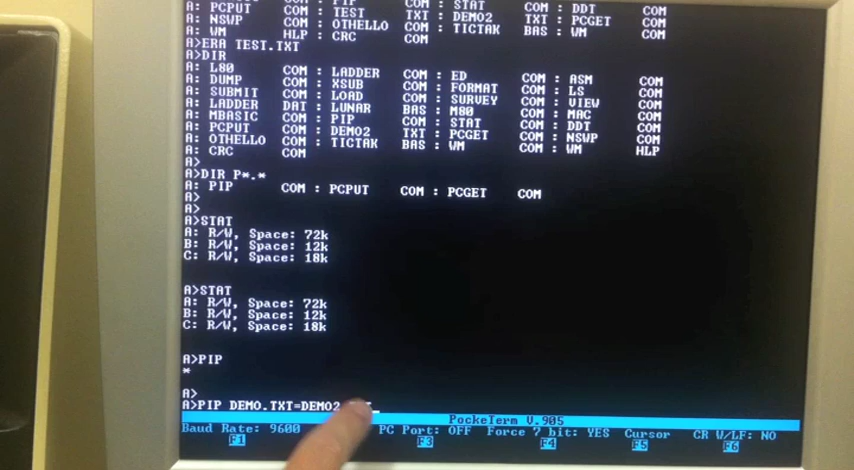 A: PCPUT COM : PIP COM : STAT COM : DDT COM
A: NSWP COM : TEST TXT : DEMO2 TXT : PCGET COM
A: WM COM : OTHELLO COM : TICTAK BAS : WM COM
A: WM HLP : CRC COM
A>ERA TEST.TXT
A>DIR
A: L80 COM : LADDER COM : ED COM : ASM COM
A: DUMP COM : XSUB COM : FORMAT COM : LS COM
A: SUBMIT COM : LOAD COM : SURVEY COM : VIEW COM
A: LADDER DAT : LUNAR BAS : M80 COM : MAC COM
A: MBASIC COM : PIP COM : STAT COM : DDT COM
A: PCPUT COM : DEMO2 TXT : PCGET COM : NSWP COM
A: OTHELLO COM : TICTAK BAS : WM COM : WM HLP
A: CRC COM
A>
A>DIR P*.*
A: PIP COM : PCPUT COM : PCGET COM
A>
A>
A>STAT
A: R/W, Space: 72k
B: R/W, Space: 12k
C: R/W, Space: 18k
A>STAT
A: R/W, Space: 72k
B: R/W, Space: 12k
C: R/W, Space: 18k
A>PIP
*
A>
A>PIP DEMO.TXT=DEMO2
PockeTerm V.905
Baud Rate: 9600 PC Port: OFF Force 7 bit: YES Cursor CR W/LF: NO
F1 F3 F4 F5 F6